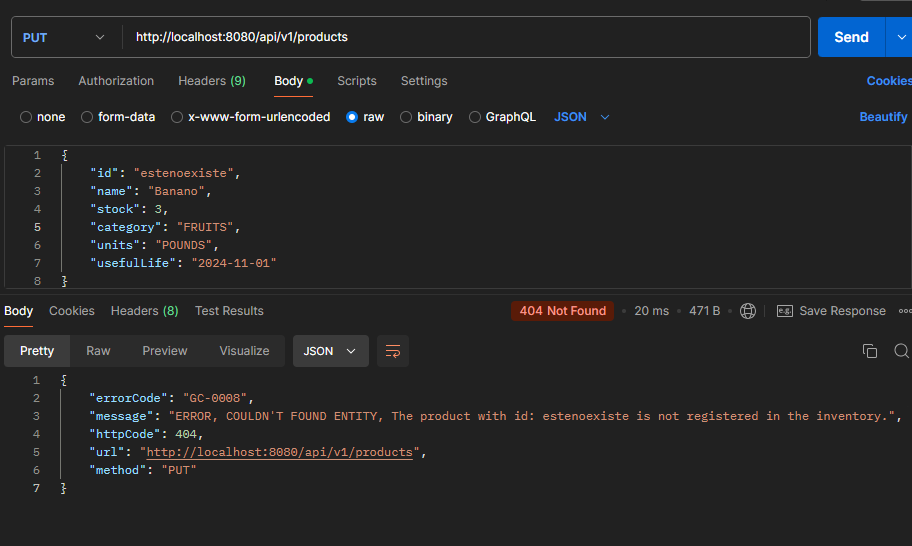 PUT http://localhost:8080/api/v1/products Send
Params Authorization Headers (9) Body Scripts Settings Cookies
none form-data x-www-form-urlencoded raw binary GraphQL JSON Beautify
1 {
2 "id": "estenoexiste",
3 "name": "Banano",
4 "stock": 3,
5 "category": "FRUITS",
6 "units": "POUNDS",
7 "usefulLife": "2024-11-01"
8 }
Body Cookies Headers (8) Test Results 404 Not Found 20 ms 471 B e.g. Save Response
Pretty Raw Preview Visualize JSON
1 {
2 "errorCode": "GC-0008",
3 "message": "ERROR, COULDN'T FOUND ENTITY, The product with id: estenoexiste is not registered in the inventory.",
4 "httpCode": 404,
5 "url": "http://localhost:8080/api/v1/products",
6 "method": "PUT"
7 }